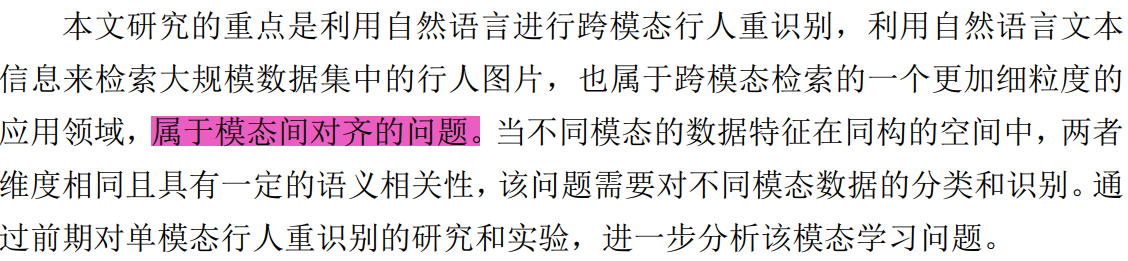 本文研究的重点是利用自然语言进行跨模态行人重识别，利用自然语言文本
信息来检索大规模数据集中的行人图片，也属于跨模态检索的一个更加细粒度的
应用领域，属于模态间对齐的问题。当不同模态的数据特征在同构的空间中，两者
维度相同且具有一定的语义相关性，该问题需要对不同模态数据的分类和识别。通
过前期对单模态行人重识别的研究和实验，进一步分析该模态学习问题。